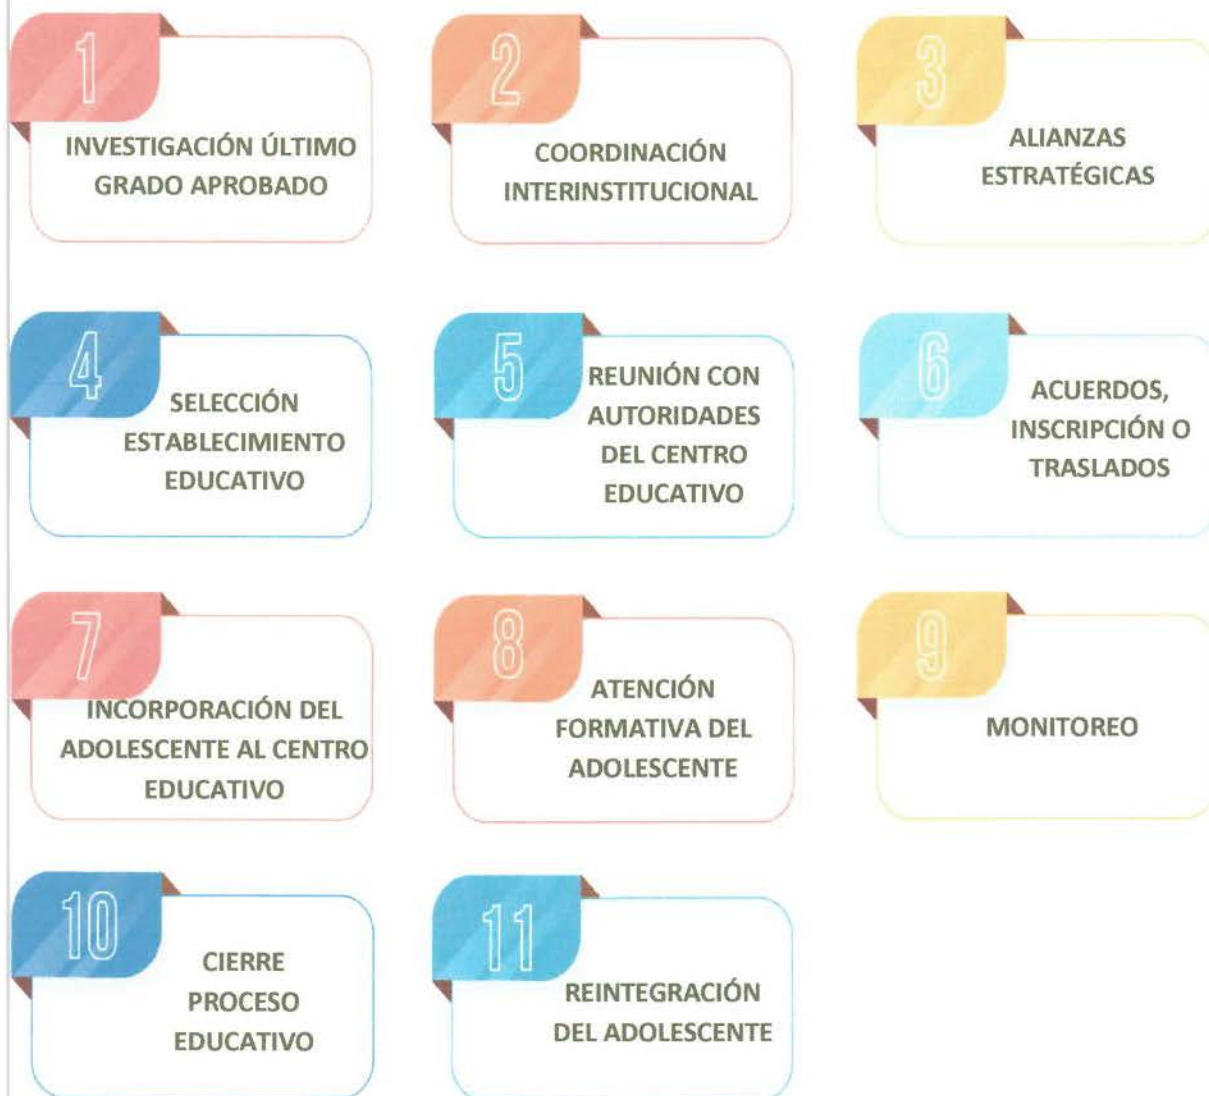 1
INVESTIGACIÓN ÚLTIMO
GRADO APROBADO
2
COORDINACIÓN
INTERINSTITUCIONAL
3
ALIANZAS
ESTRATÉGICAS
4
SELECCIÓN
ESTABLECIMIENTO
EDUCATIVO
5
REUNIÓN CON
AUTORIDADES
DEL CENTRO
EDUCATIVO
6
ACUERDOS,
INSCRIPCIÓN O
TRASLADOS
7
INCORPORACIÓN DEL
ADOLESCENTE AL CENTRO
EDUCATIVO
8
ATENCIÓN
FORMATIVA DEL
ADOLESCENTE
9
MONITOREO
10
CIERRE
PROCESO
EDUCATIVO
11
REINTEGRACIÓN
DEL ADOLESCENTE